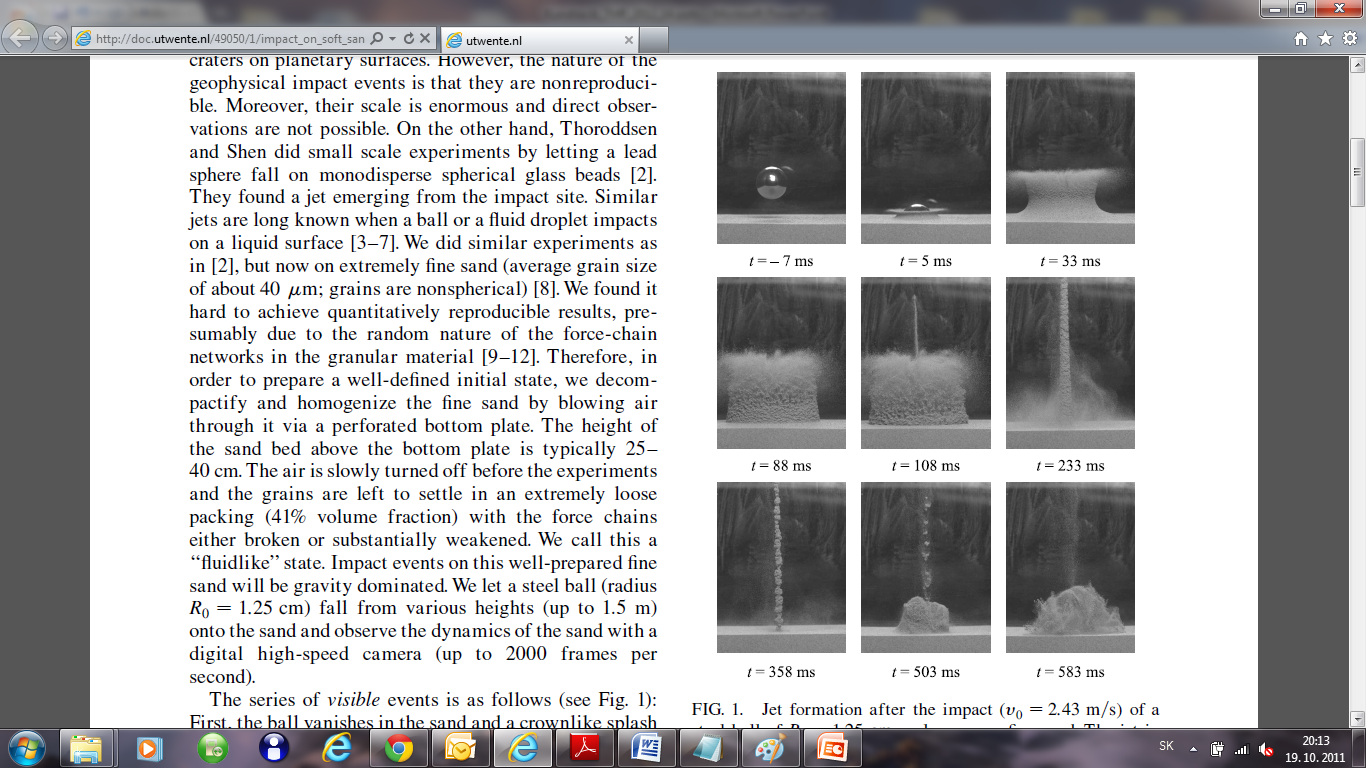 http://doc.utwente.nl/49050/1/impact_on_soft_san
utwente.nl
craters on planetary surfaces. However, the nature of the
geophysical impact events is that they are nonreproduci-
ble. Moreover, their scale is enormous and direct obser-
vations are not possible. On the other hand, Thoroddsen
and Shen did small scale experiments by letting a lead
sphere fall on monodisperse spherical glass beads [2].
They found a jet emerging from the impact site. Similar
jets are long known when a ball or a fluid droplet impacts
on a liquid surface [3–7]. We did similar experiments as
in [2], but now on extremely fine sand (average grain size
of about 40 μm; grains are nonspherical) [8]. We found it
hard to achieve quantitatively reproducible results, pre-
sumably due to the random nature of the force-chain
networks in the granular material [9–12]. Therefore, in
order to prepare a well-defined initial state, we decom-
pactify and homogenize the fine sand by blowing air
through it via a perforated bottom plate. The height of
the sand bed above the bottom plate is typically 25–
40 cm. The air is slowly turned off before the experiments
and the grains are left to settle in an extremely loose
packing (41% volume fraction) with the force chains
either broken or substantially weakened. We call this a
“fluidlike” state. Impact events on this well-prepared fine
sand will be gravity dominated. We let a steel ball (radius
R0 = 1.25 cm) fall from various heights (up to 1.5 m)
onto the sand and observe the dynamics of the sand with a
digital high-speed camera (up to 2000 frames per
second).
The series of visible events is as follows (see Fig. 1):
First, the ball vanishes in the sand and a crownlike splash
t = – 7 ms
t = 5 ms
t = 33 ms
t = 88 ms
t = 108 ms
t = 233 ms
t = 358 ms
t = 503 ms
t = 583 ms
FIG. 1. Jet formation after the impact (v0 = 2.43 m/s) of a
SK
20:13
19. 10. 2011